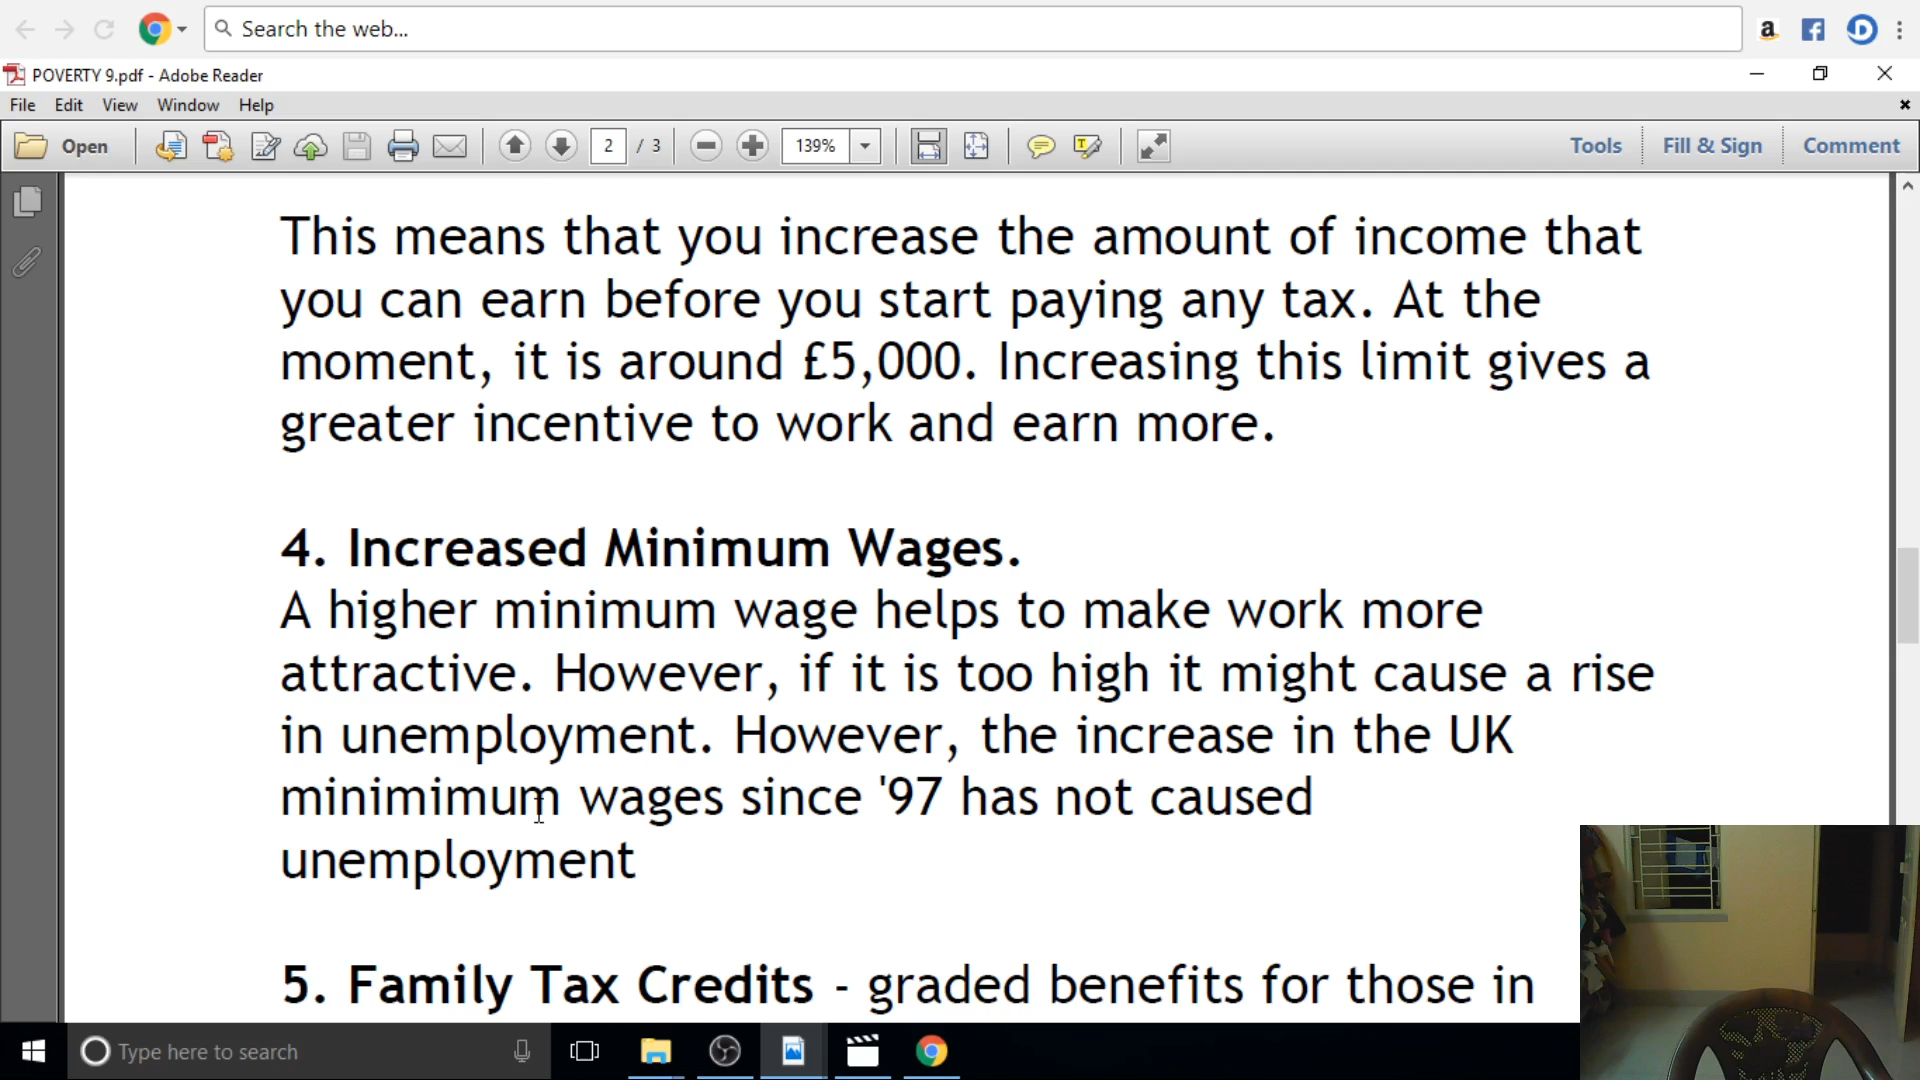 Search the web...
POVERTY 9.pdf - Adobe Reader
File Edit View Window Help
Open 2 / 3 139% Tools Fill & Sign Comment
This means that you increase the amount of income that
you can earn before you start paying any tax. At the
moment, it is around £5,000. Increasing this limit gives a
greater incentive to work and earn more.
4. Increased Minimum Wages.
A higher minimum wage helps to make work more
attractive. However, if it is too high it might cause a rise
in unemployment. However, the increase in the UK
minimimum wages since '97 has not caused
unemployment
5. Family Tax Credits - graded benefits for those in
Type here to search